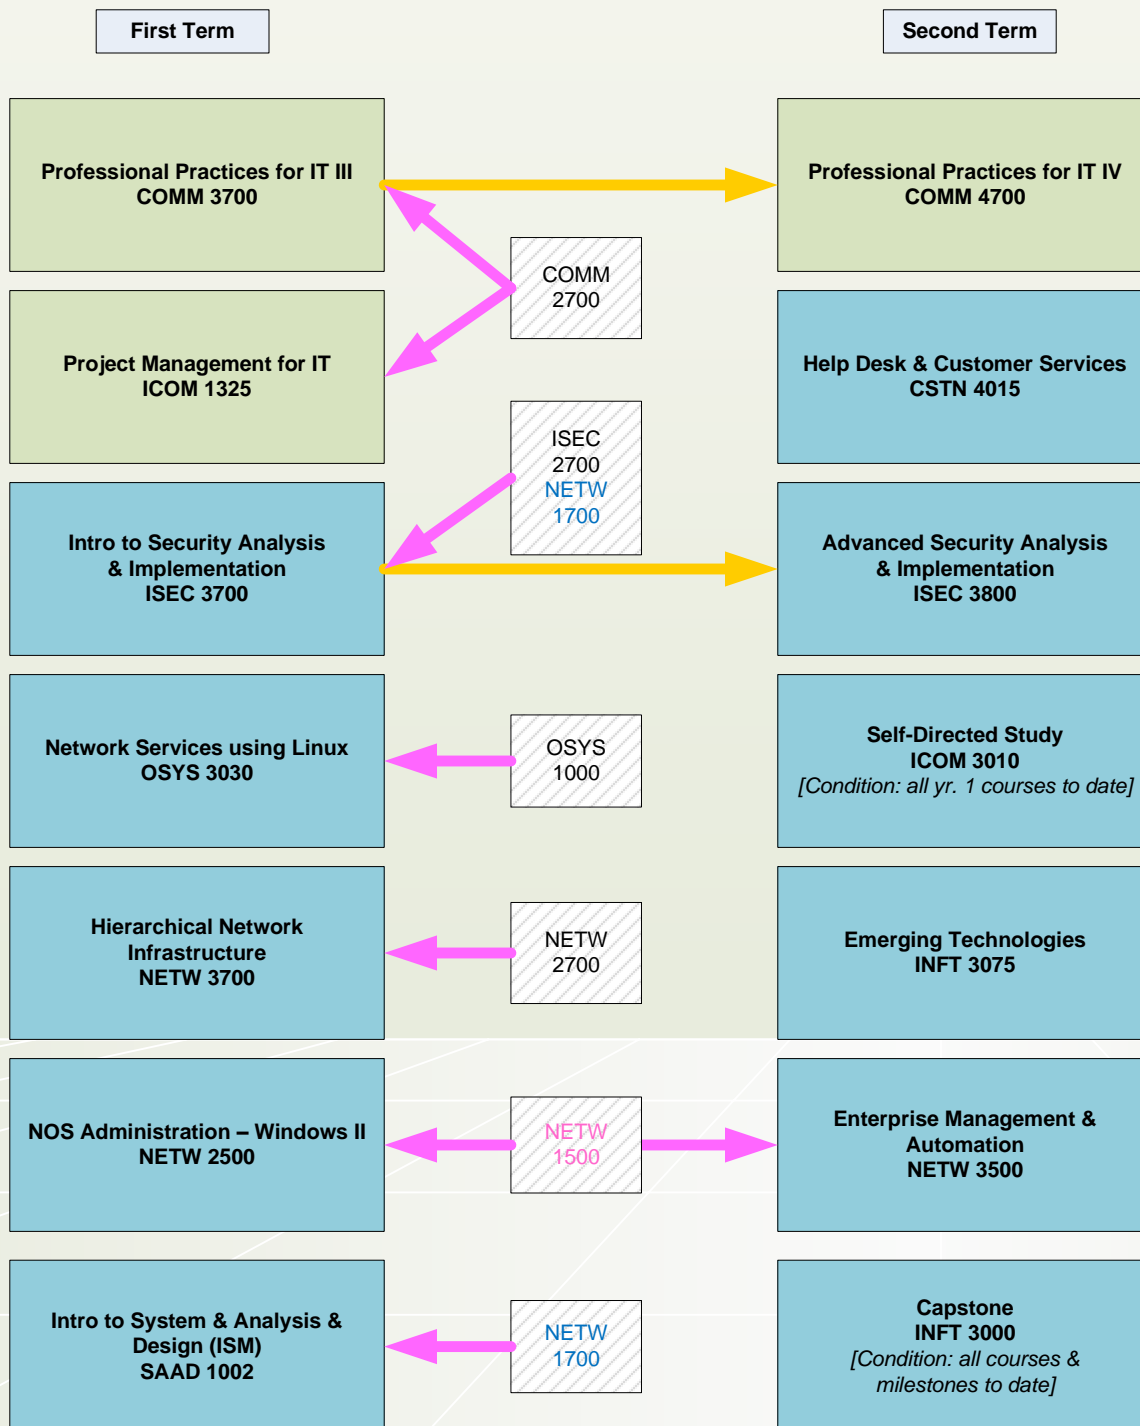 First Term
Second Term
Professional Practices for IT III
COMM 3700
Professional Practices for IT IV
COMM 4700
COMM
2700
Project Management for IT
ICOM 1325
Help Desk & Customer Services
CSTN 4015
ISEC
2700
NETW
1700
Intro to Security Analysis
& Implementation
ISEC 3700
Advanced Security Analysis
& Implementation
ISEC 3800
Network Services using Linux
OSYS 3030
OSYS
1000
Self-Directed Study
ICOM 3010
[Condition: all yr. 1 courses to date]
Hierarchical Network
Infrastructure
NETW 3700
NETW
2700
Emerging Technologies
INFT 3075
NOS Administration – Windows II
NETW 2500
NETW
1500
Enterprise Management &
Automation
NETW 3500
Intro to System & Analysis &
Design (ISM)
SAAD 1002
NETW
1700
Capstone
INFT 3000
[Condition: all courses &
milestones to date]